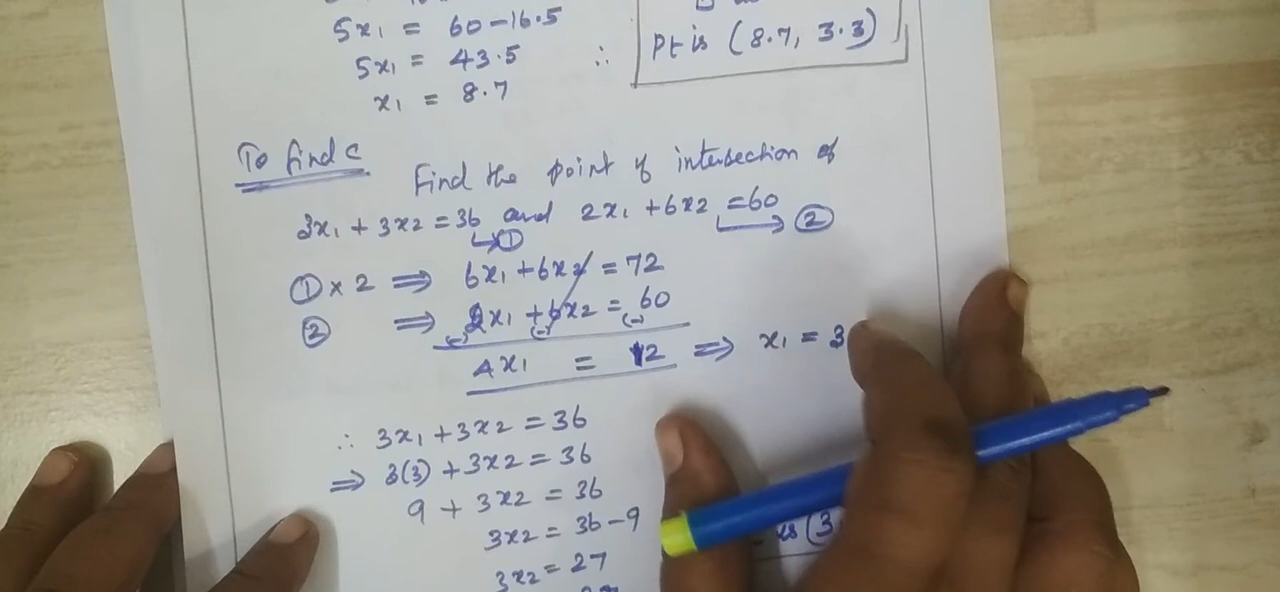 5x1 = 60-16.5
5x1 = 43.5
x1 = 8.7
∴ Pt is (8.7, 3.3)
To find C
Find the point of intersection of
3x1 + 3x2 = 36 and 2x1 + 6x2 = 60
→① → ②
① x 2 ⇒ 6x1 + 6x2 = 72
② ⇒ 2x1 + 6x2 = 60
(-) (-) (-)
4x1 = 12 ⇒ x1 = 3
∴ 3x1 + 3x2 = 36
⇒ 3(3) + 3x2 = 36
9 + 3x2 = 36
3x2 = 36-9
is (3,
3x2 = 27